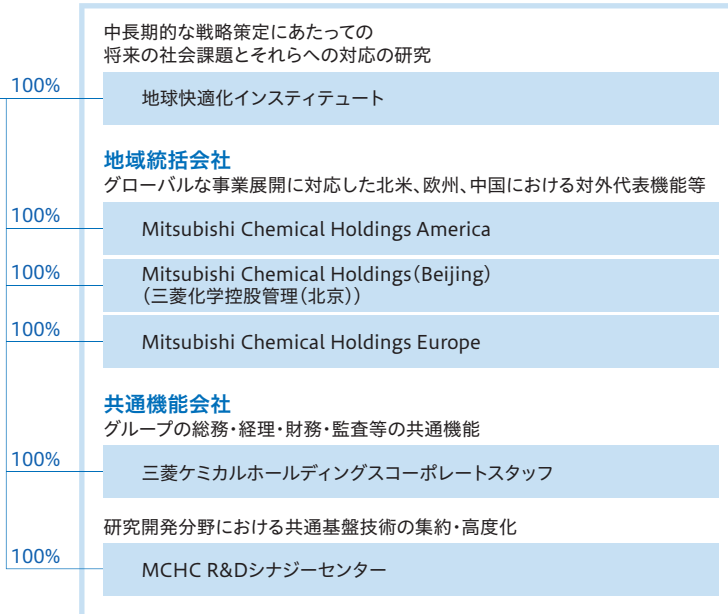 中長期的な戦略策定にあたっての
将来の社会課題とそれらへの対応の研究
100%
地球快適化インスティテュート
地域統括会社
グローバルな事業展開に対応した北米、欧州、中国における対外代表機能等
100%
Mitsubishi Chemical Holdings America
100%
Mitsubishi Chemical Holdings(Beijing)
（三菱化学控股管理（北京））
100%
Mitsubishi Chemical Holdings Europe
共通機能会社
グループの総務・経理・財務・監査等の共通機能
100%
三菱ケミカルホールディングスコーポレートスタッフ
研究開発分野における共通基盤技術の集約・高度化
100%
MCHC R&Dシナジーセンター